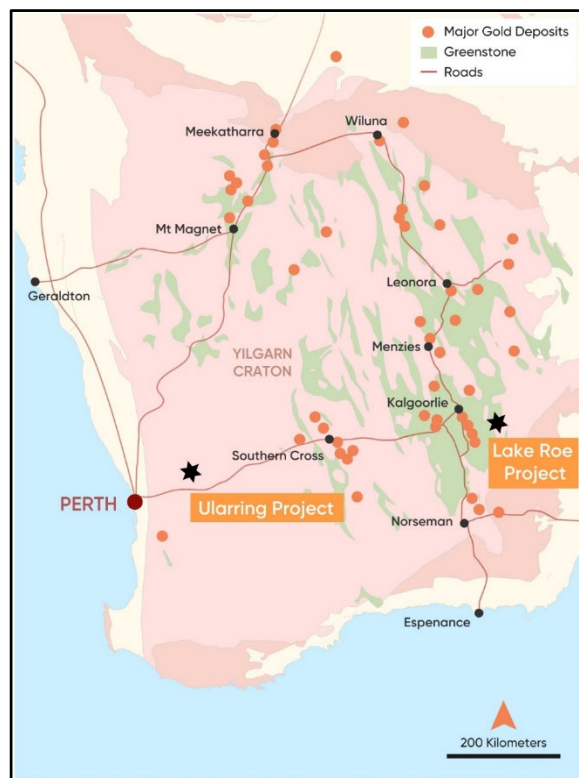 Major Gold Deposits
Greenstone
Roads
Meekatharra
Wiluna
Mt Magnet
Geraldton
Leonora
Menzies
YILGARN
CRATON
Kalgoorlie
Southern Cross
Lake Roe
Project
PERTH
Ularring Project
Norseman
Espenance
200 Kilometers